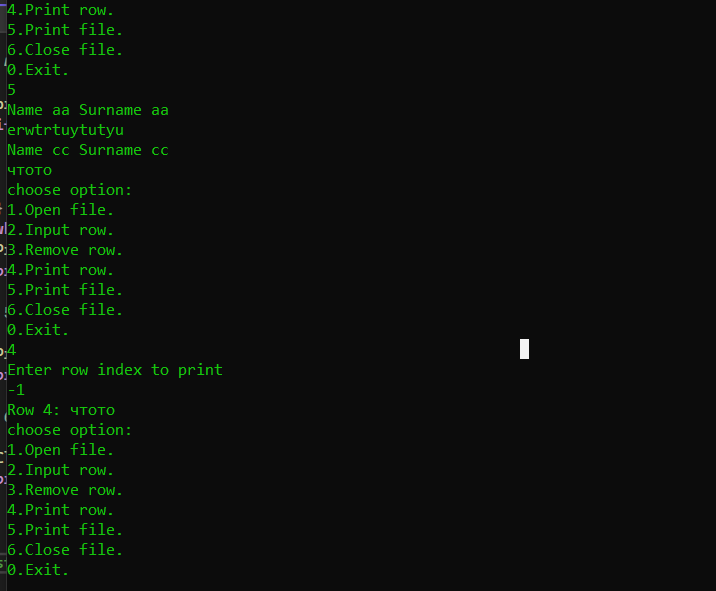 4.Print row.
5.Print file.
6.Close file.
0.Exit.
5
Name aa Surname aa
erwtrtuytutyu
Name cc Surname cc
чтото
choose option:
1.Open file.
2.Input row.
3.Remove row.
4.Print row.
5.Print file.
6.Close file.
0.Exit.
4
Enter row index to print
-1
Row 4: чтото
choose option:
1.Open file.
2.Input row.
3.Remove row.
4.Print row.
5.Print file.
6.Close file.
0.Exit.